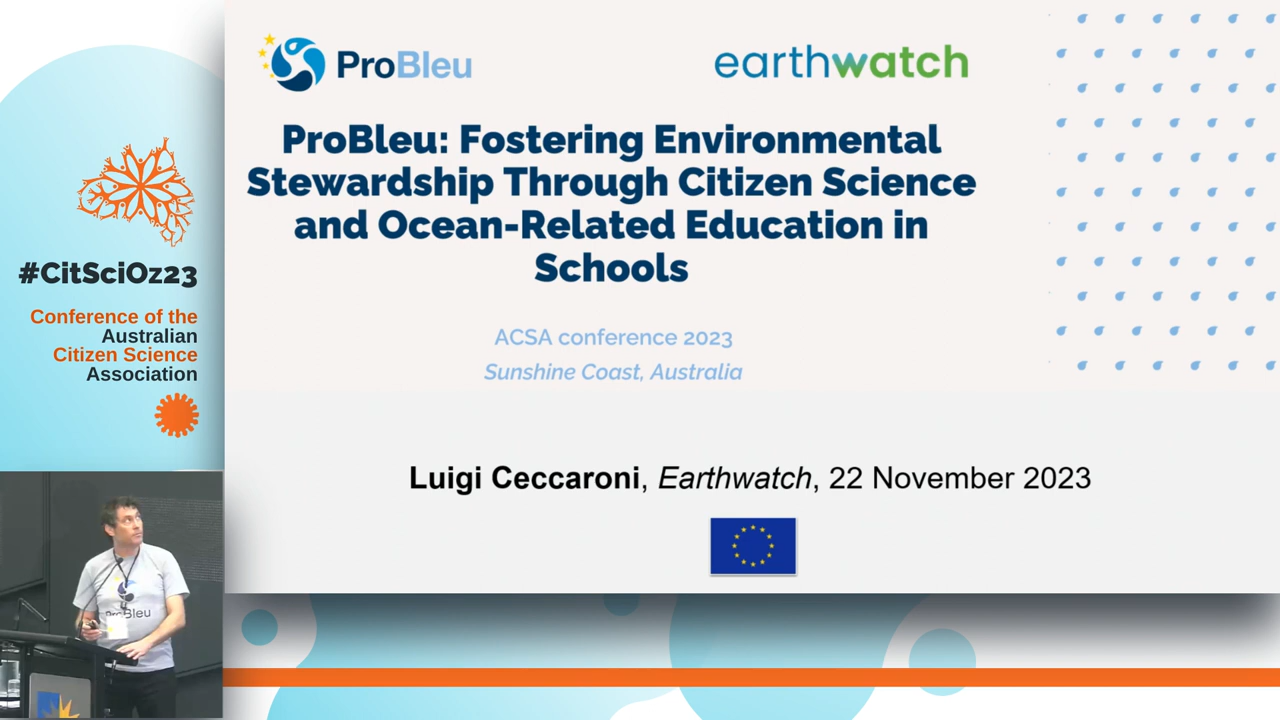 ProBleu
earthwatch
ProBleu: Fostering Environmental
Stewardship Through Citizen Science
and Ocean-Related Education in
Schools
ACSA conference 2023
Sunshine Coast, Australia
Luigi Ceccaroni, Earthwatch, 22 November 2023
#CitSciOz23
Conference of the
Australian
Citizen Science
Association
ProBleu